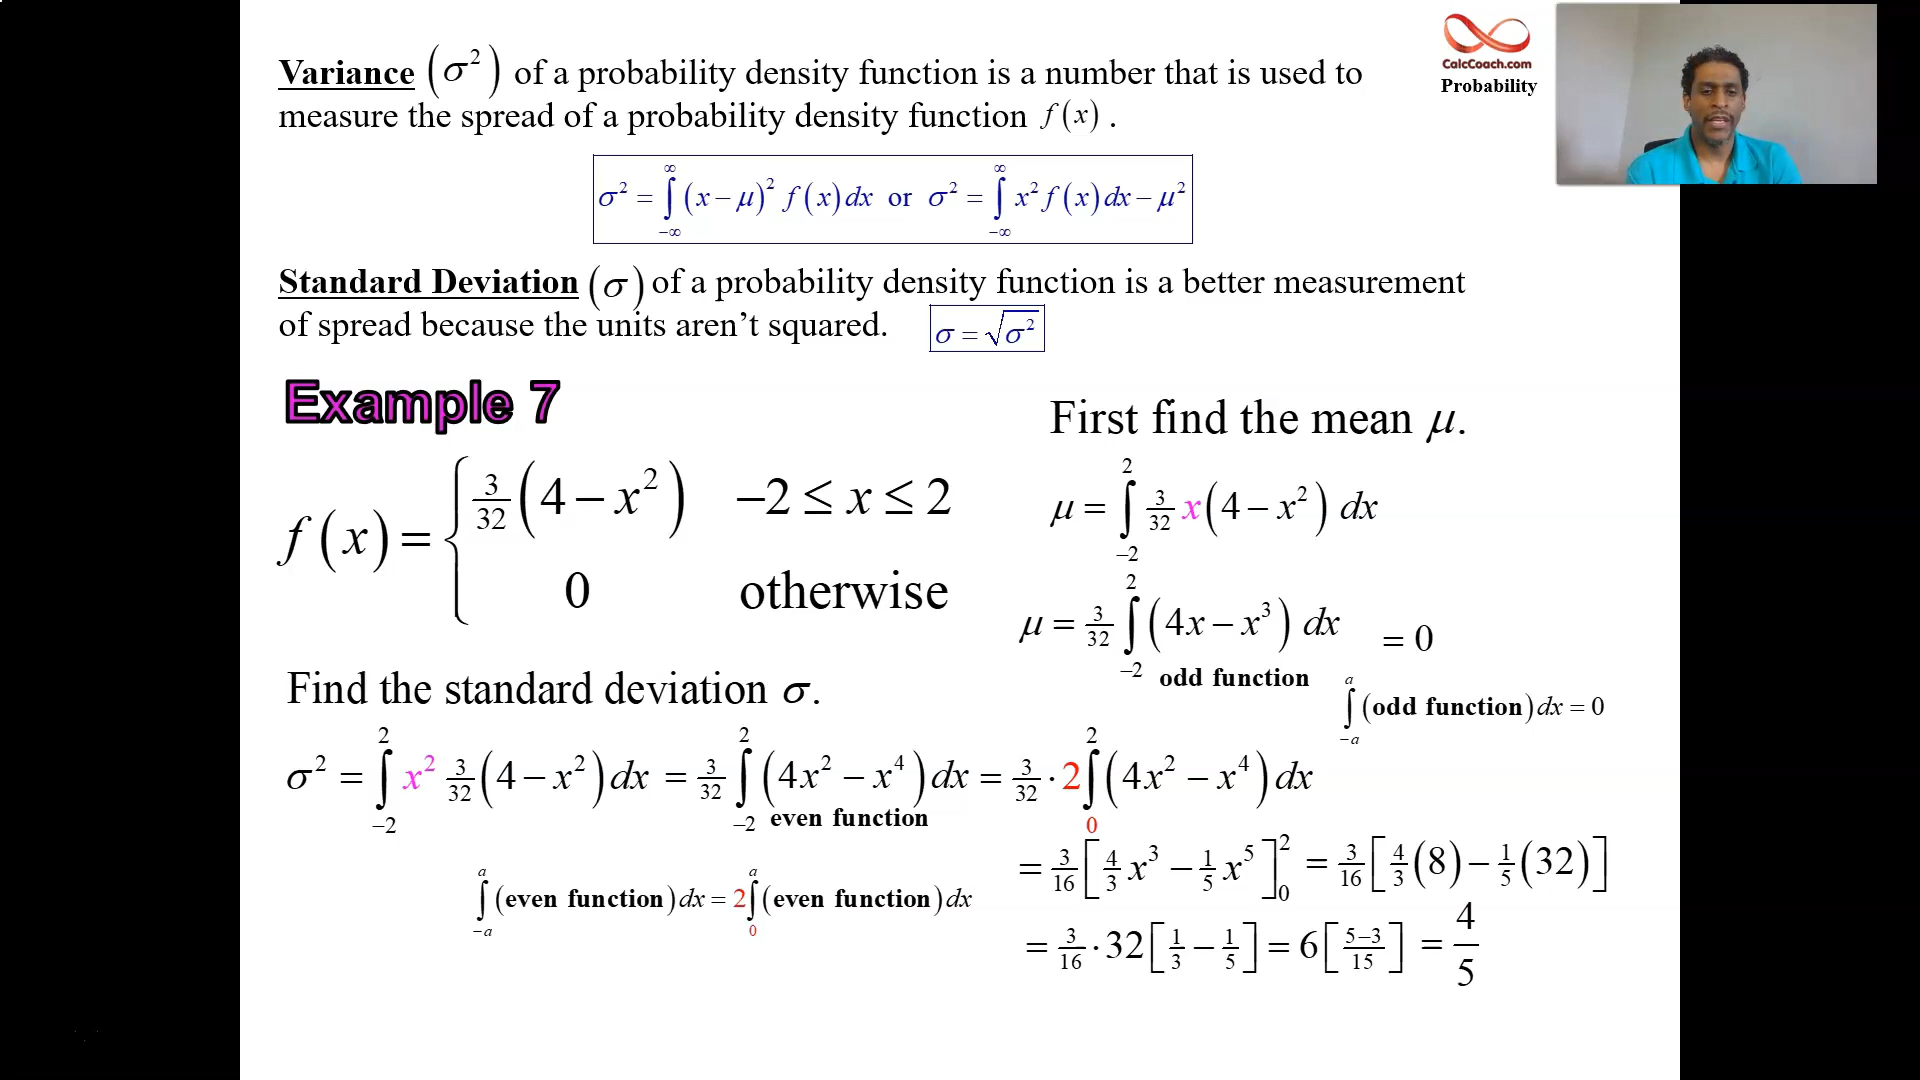 CalcCoach.com
Probability
Variance (σ²) of a probability density function is a number that is used to
measure the spread of a probability density function f(x) .
σ² = ∫_{-∞}^{∞} (x − μ)² f(x) dx or σ² = ∫_{-∞}^{∞} x² f(x) dx − μ²
Standard Deviation (σ) of a probability density function is a better measurement
of spread because the units aren’t squared. σ = √σ²
Example 7
f(x) = { 3/32 (4 − x²) −2 ≤ x ≤ 2
0 otherwise
First find the mean μ.
μ = ∫_{−2}^{2} 3/32 x(4 − x²) dx
μ = 3/32 ∫_{−2}^{2} (4x − x³) dx = 0
odd function
∫_{−a}^{a} (odd function) dx = 0
Find the standard deviation σ.
σ² = ∫_{−2}^{2} x² 3/32 (4 − x²) dx = 3/32 ∫_{−2}^{2} (4x² − x⁴) dx = 3/32 · 2∫_{0}^{2} (4x² − x⁴) dx
even function
∫_{−a}^{a} (even function) dx = 2∫_{0}^{a} (even function) dx
= 3/16 [4/3 x³ − 1/5 x⁵]_{0}^{2} = 3/16 [4/3 (8) − 1/5 (32)]
= 3/16 · 32 [1/3 − 1/5] = 6 [5−3/15] = 4/5